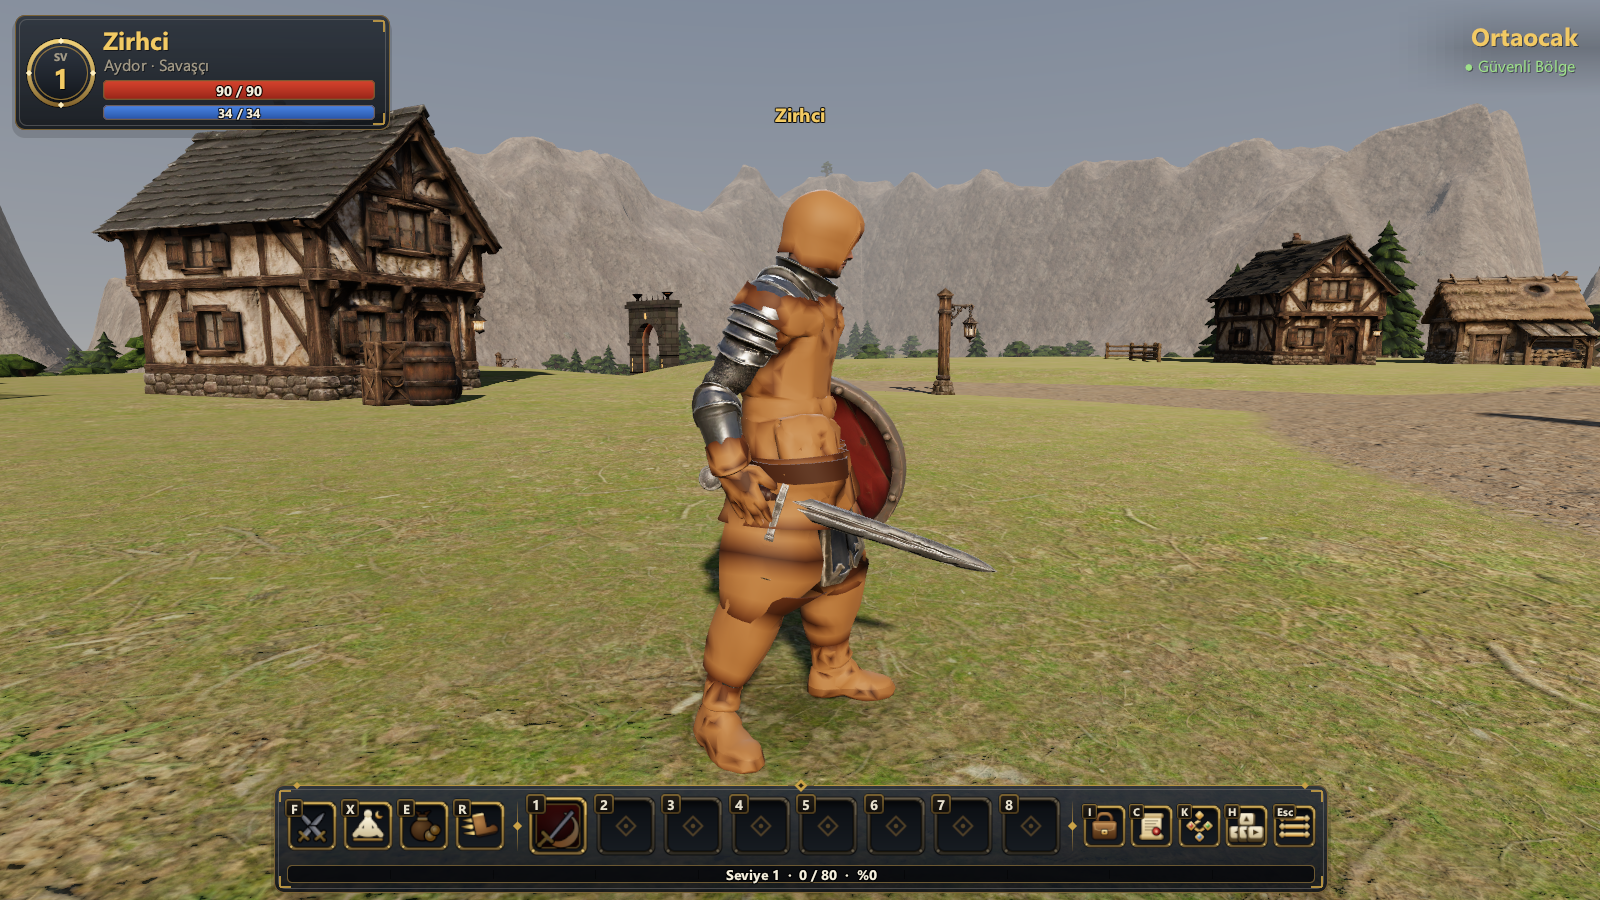 SV
1
Zirhci
Aydor · Savaşçı
90 / 90
34 / 34
Ortaocak
Güvenli Bölge
Zirhci
F X E R 1 2 3 4 5 6 7 8 I C K H Esc
Seviye 1 · 0 / 80 · %0